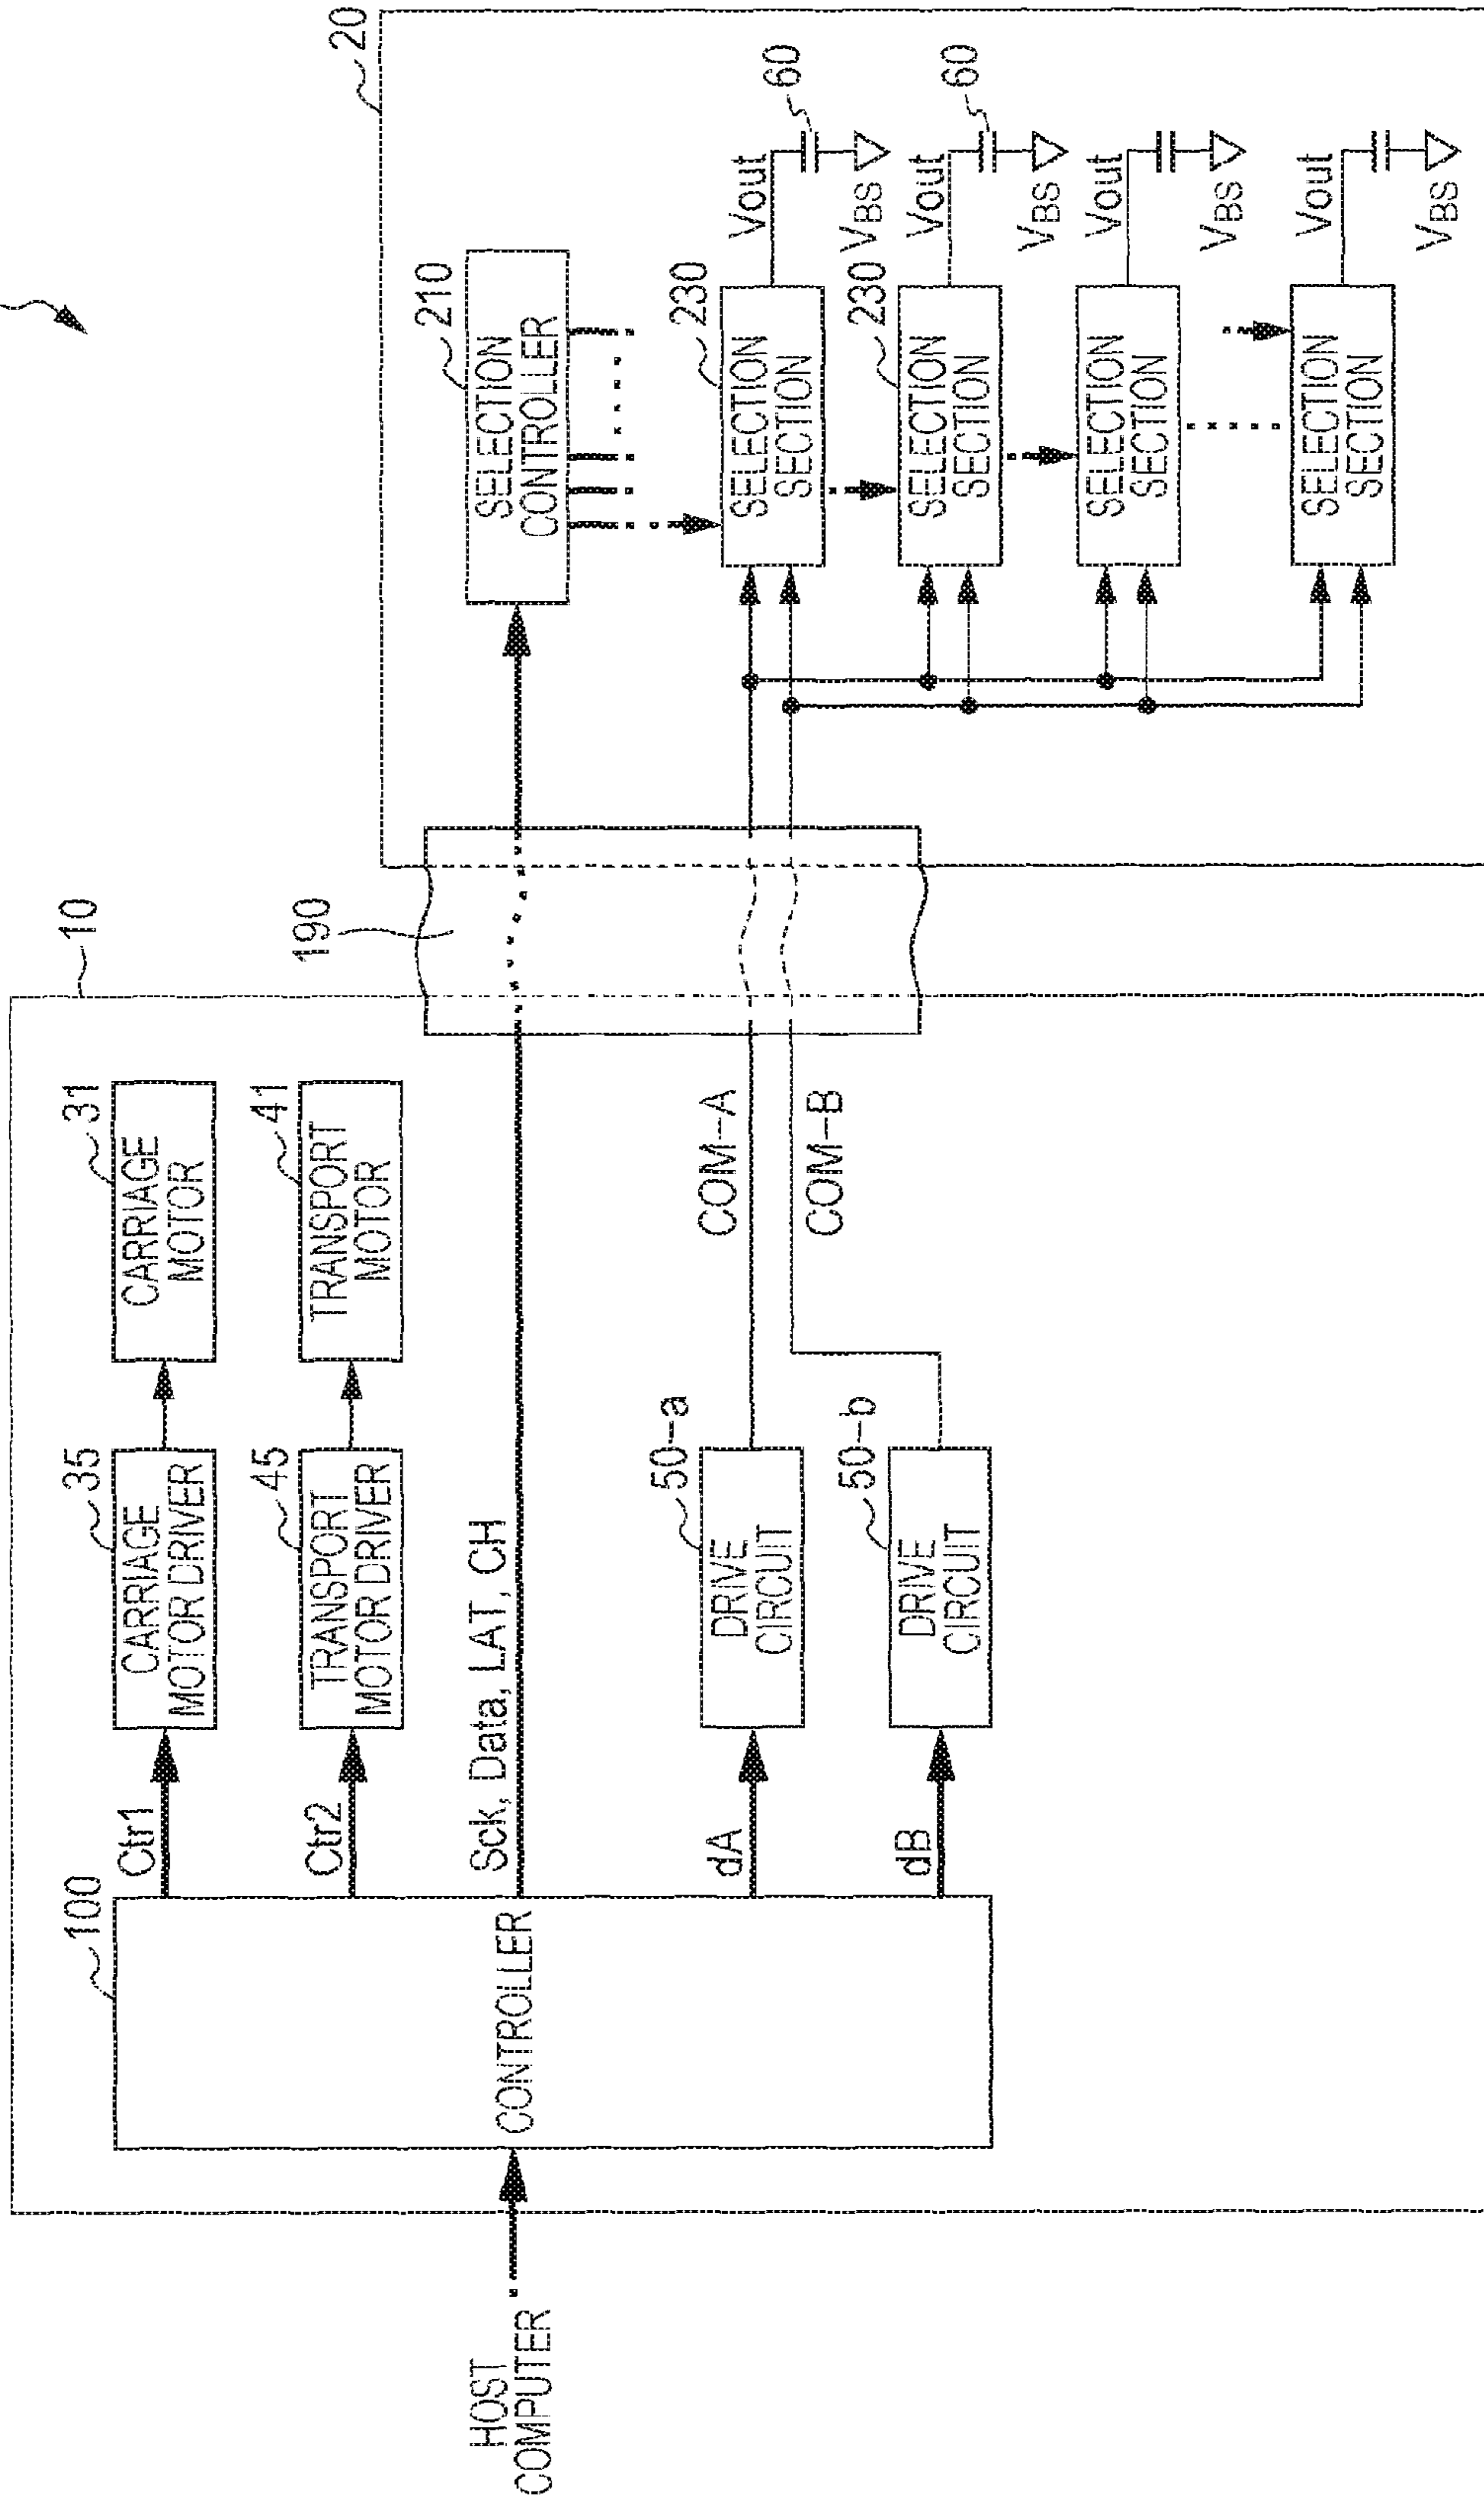 10
100
CONTROLLER
HOST
COMPUTER
Ctr1
35
CARRIAGE
MOTOR DRIVER
31
CARRIAGE
MOTOR
Ctr2
45
TRANSPORT
MOTOR DRIVER
41
TRANSPORT
MOTOR
Sck, Data, LAT, CH
dA
50-a
DRIVE
CIRCUIT
COM-A
dB
50-b
DRIVE
CIRCUIT
COM-B
190
20
210
SELECTION
CONTROLLER
230
SELECTION
SECTION
Vout
60
VBS
230
SELECTION
SECTION
Vout
60
VBS
SELECTION
SECTION
Vout
VBS
SELECTION
SECTION
Vout
VBS